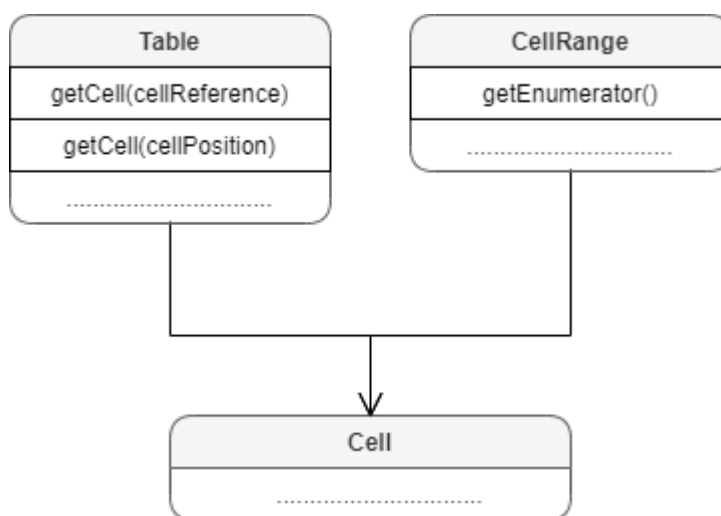 Table
getCell(cellReference)
getCell(cellPosition)
................................
CellRange
getEnumerator()
................................
Cell
................................